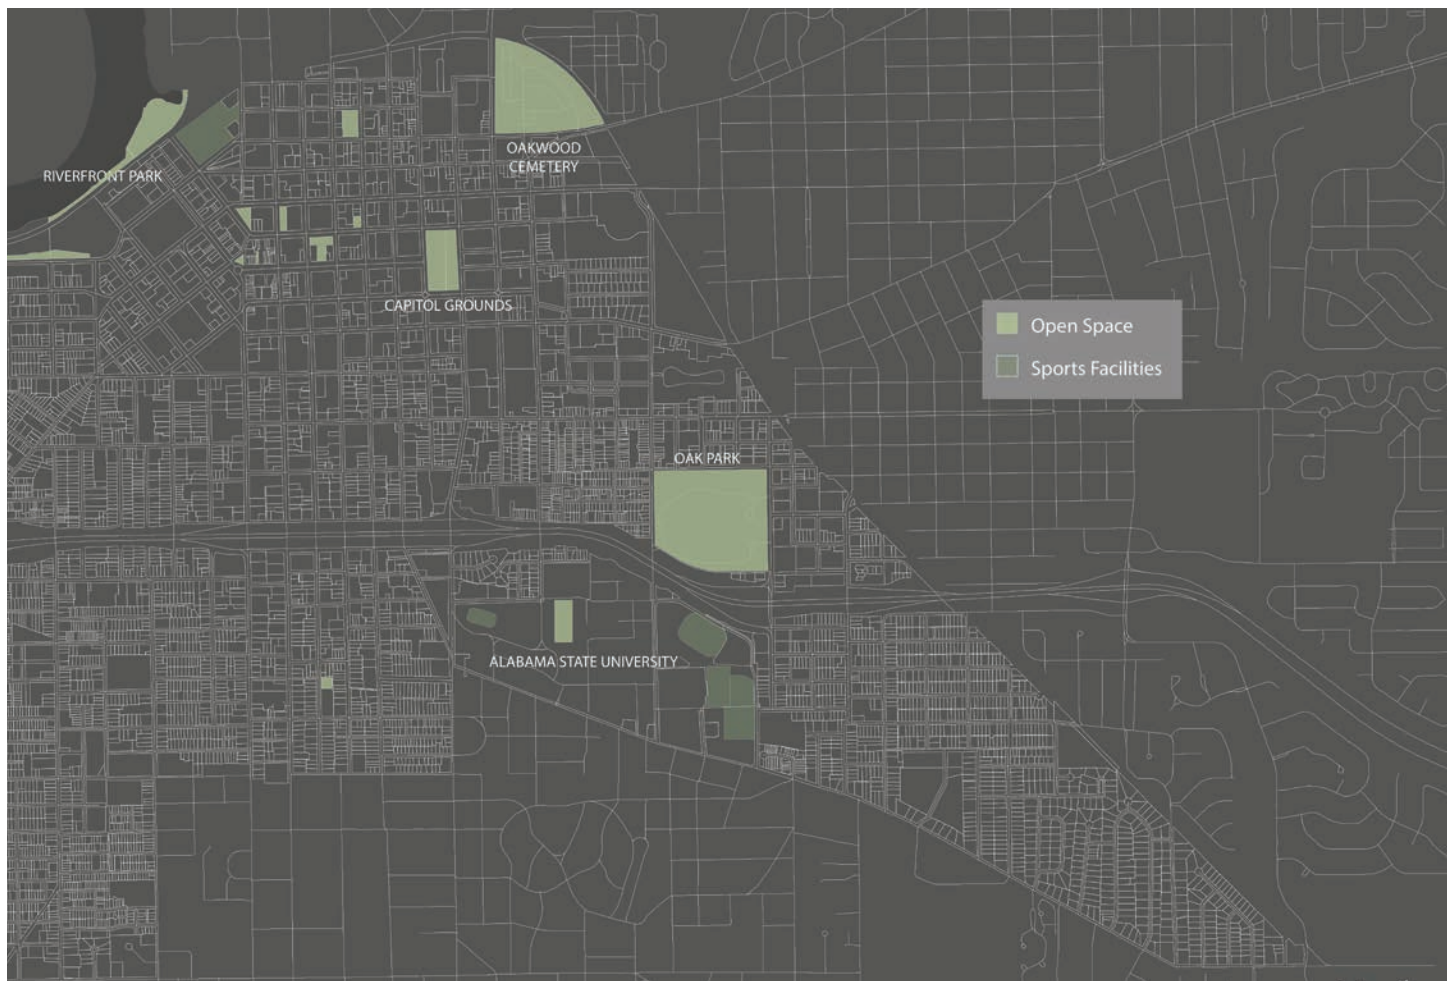 OAKWOOD
CEMETERY
RIVERFRONT PARK
CAPITOL GROUNDS
Open Space
Sports Facilities
OAK PARK
ALABAMA STATE UNIVERSITY